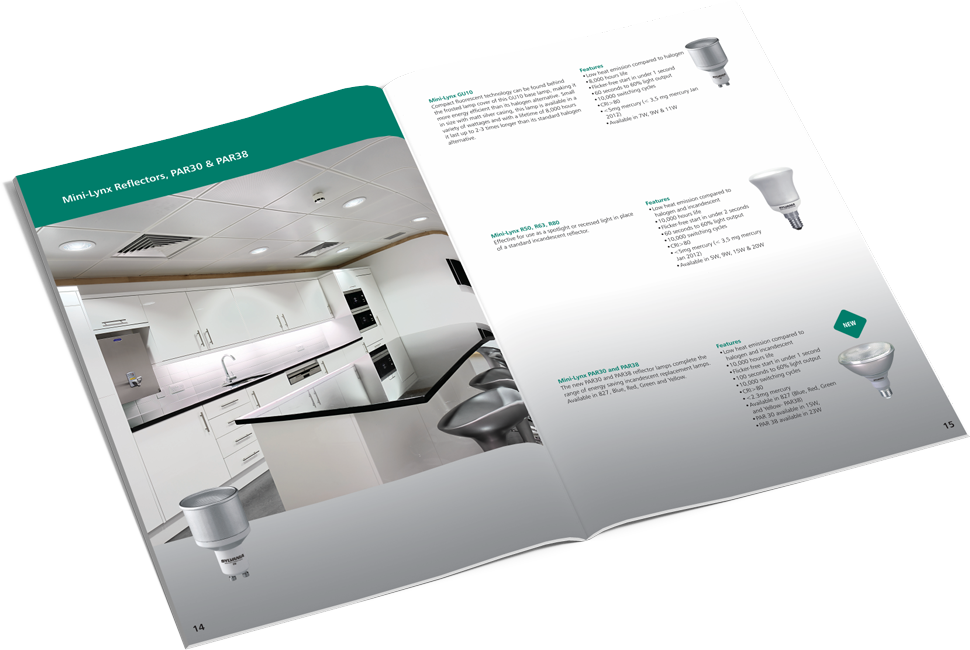 Mini-Lynx Reflectors, PAR30 & PAR38
SYLVANIA
14
Mini-Lynx GU10
Compact fluorescent technology can be found behind
the frosted lamp cover of this GU10 base lamp, making it
more energy efficient than its halogen alternative. Small
in size with matt silver casing, this lamp is available in a
variety of wattages and with a lifetime of 8,000 hours
it last up to 2-3 times longer than its standard halogen
alternative.
Features
• Low heat emission compared to halogen
• 8,000 hours life
• Flicker-free start in under 1 second
• 60 seconds to 60% light output
• 10,000 switching cycles
• CRI>80
• <5mg mercury (< 3,5 mg mercury Jan
2012)
• Available in 7W, 9W & 11W
Mini-Lynx R50, R63, R80
Effective for use as a spotlight or recessed light in place
of a standard incandescent reflector.
Features
• Low heat emission compared to
halogen and incandescent
• 10,000 hours life
• Flicker-free start in under 2 seconds
• 60 seconds to 60% light output
• 10,000 switching cycles
• CRI>80
• <5mg mercury (< 3,5 mg mercury
Jan 2012)
• Available in 5W, 9W, 15W & 20W
NEW
Mini-Lynx PAR30 and PAR38
The new PAR30 and PAR38 reflector lamps complete the
range of energy saving incandescent replacement lamps.
Available in 827, Blue, Red, Green and Yellow.
Features
• Low heat emission compared to
halogen and incandescent
• 10,000 hours life
• Flicker-free start in under 1 second
• 100 seconds to 60% light output
• 10,000 switching cycles
• CRI>80
• <2.3mg mercury
• Available in 827 (Blue, Red, Green
and Yellow- PAR38)
• PAR 30 available in 15W,
• PAR 38 available in 23W
15